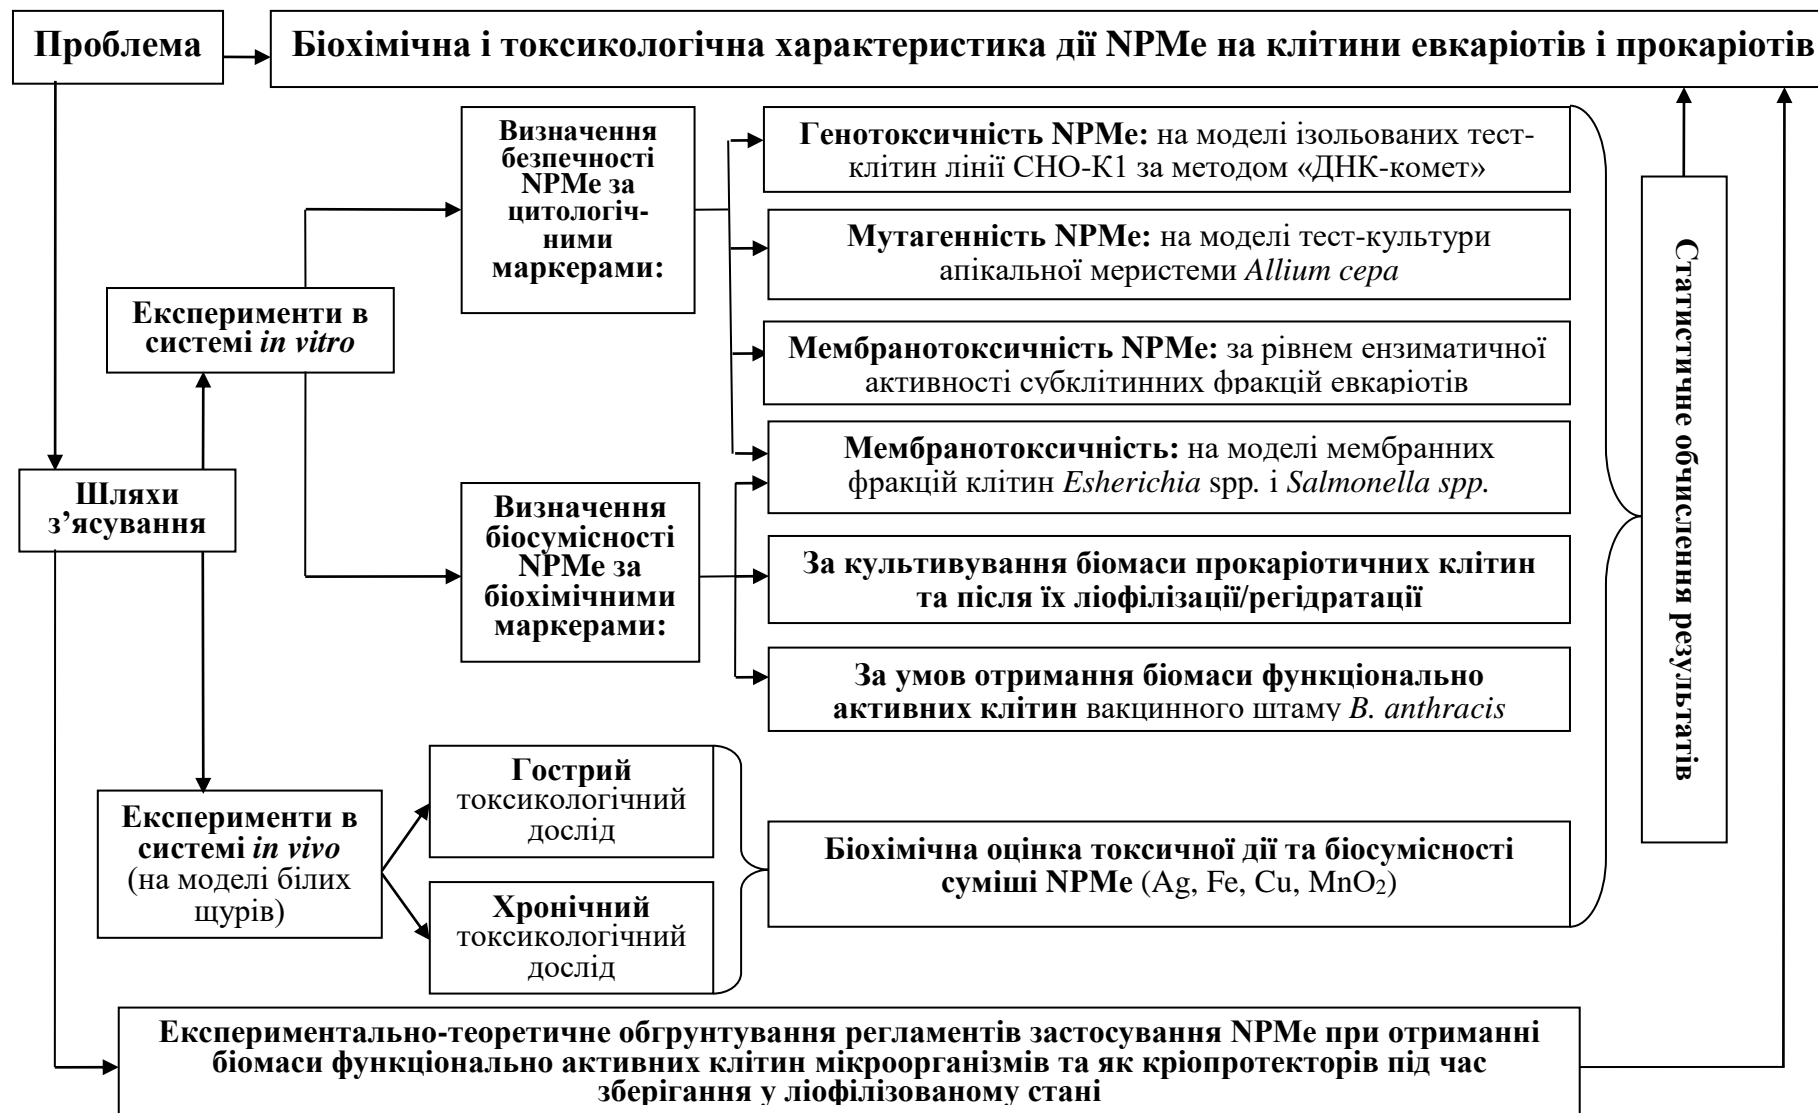 Проблема
Біохімічна і токсикологічна характеристика дії NPMe на клітини евкаріотів і прокаріотів
Визначення
безпечності
NPMe за
цитологіч-
ними
маркерами:
Генотоксичність NPMe: на моделі ізольованих тест-
клітин лінії СНО-К1 за методом «ДНК-комет»
Мутагенність NPMe: на моделі тест-культури
апікальної меристеми Allium cepa
Експерименти в
системі in vitro
Мембранотоксичність NPMe: за рівнем ензиматичної
активності субклітинних фракцій евкаріотів
Мембранотоксичність: на моделі мембранних
фракцій клітин Esherichia spp. і Salmonella spp.
Шляхи
з’ясування
Визначення
біосумісності
NPMe за
біохімічними
маркерами:
За культивування біомаси прокаріотичних клітин
та після їх ліофілізації/регідратації
За умов отримання біомаси функціонально
активних клітин вакцинного штаму B. anthracis
Статистичне обчислення результатів
Експерименти в
системі in vivo
(на моделі білих
щурів)
Гострий
токсикологічний
дослід
Хронічний
токсикологічний
дослід
Біохімічна оцінка токсичної дії та біосумісності
суміші NPMe (Ag, Fe, Cu, MnO₂)
Експериментально-теоретичне обгрунтування регламентів застосування NPMe при отриманні
біомаси функціонально активних клітин мікроорганізмів та як кріопротекторів під час
зберігання у ліофілізованому стані